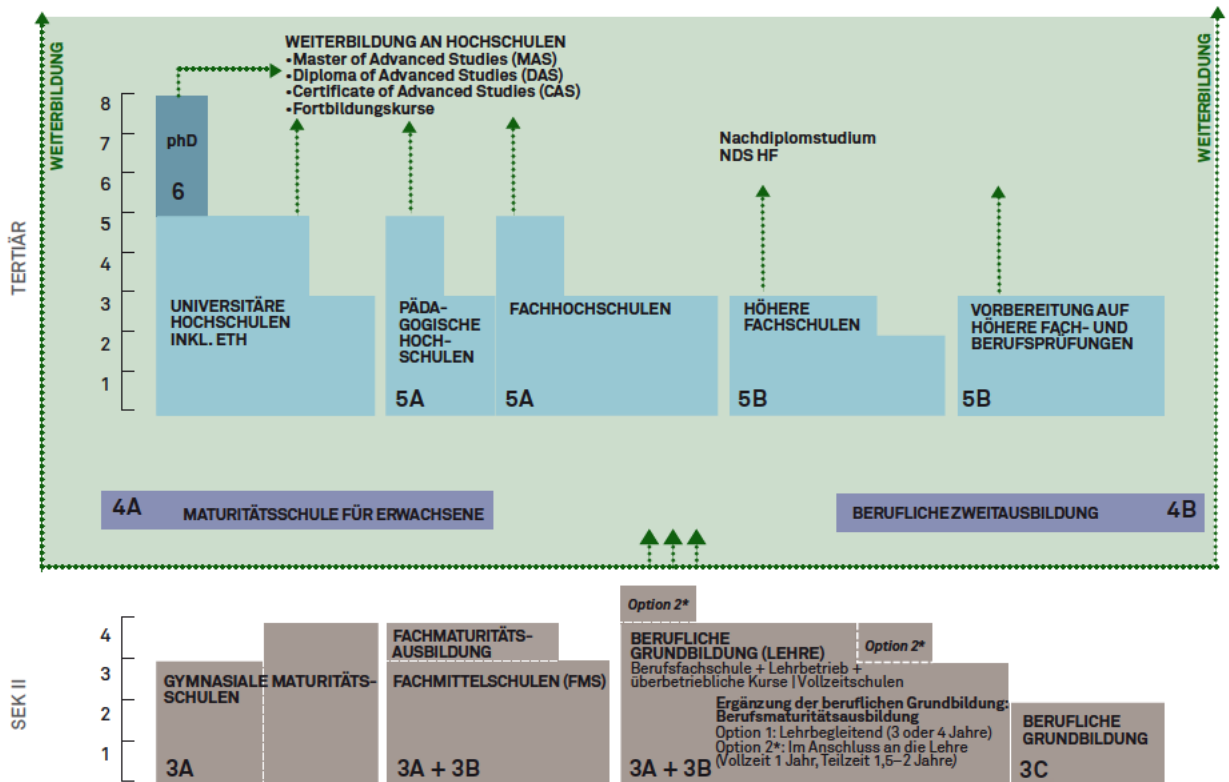 WEITERBILDUNG
WEITERBILDUNG AN HOCHSCHULEN
•Master of Advanced Studies (MAS)
•Diploma of Advanced Studies (DAS)
•Certificate of Advanced Studies (CAS)
•Fortbildungskurse
WEITERBILDUNG
Nachdiplomstudium
NDS HF
TERTIÄR
8
7
6
5
4
3
2
1
phD
6
UNIVERSITÄRE
HOCHSCHULEN
INKL. ETH
PÄDA-
GOGISCHE
HOCH-
SCHULEN
5A
FACHHOCHSCHULEN
5A
HÖHERE
FACHSCHULEN
5B
VORBEREITUNG AUF
HÖHERE FACH- UND
BERUFSPRÜFUNGEN
5B
4A MATURITÄTSSCHULE FÜR ERWACHSENE
BERUFLICHE ZWEITAUSBILDUNG 4B
SEK II
4
3
2
1
GYMNASIALE MATURITÄTS-
SCHULEN
3A
FACHMATURITÄTS-
AUSBILDUNG
FACHMITTELSCHULEN (FMS)
3A + 3B
Option 2*
BERUFLICHE
GRUNDBILDUNG (LEHRE)
Berufsfachschule + Lehrbetrieb +
überbetriebliche Kurse | Vollzeitschulen
Option 2*
Ergänzung der beruflichen Grundbildung:
Berufsmaturitätsausbildung
Option 1: Lehrbegleitend (3 oder 4 Jahre)
Option 2*: Im Anschluss an die Lehre
(Vollzeit 1 Jahr, Teilzeit 1,5–2 Jahre)
3A + 3B
BERUFLICHE
GRUNDBILDUNG
3C